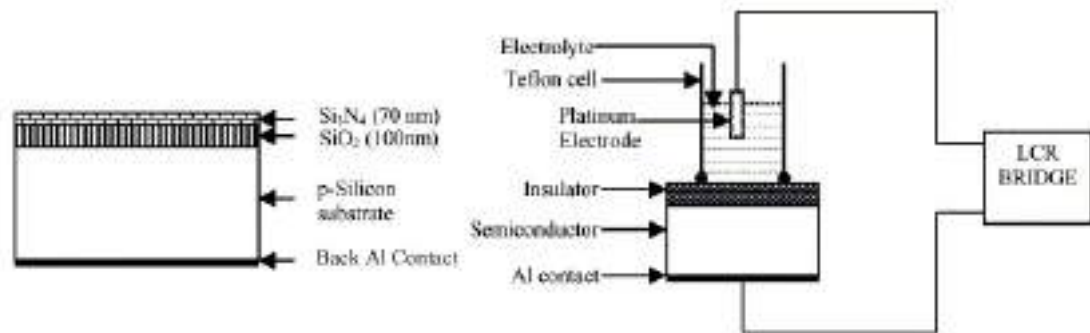 Si₃N₄ (70 nm)
SiO₂ (100nm)
p-Silicon
substrate
Back Al Contact
Electrolyte
Teflon cell
Platinum
Electrode
Insulator
Semiconductor
Al contact
LCR
BRIDGE